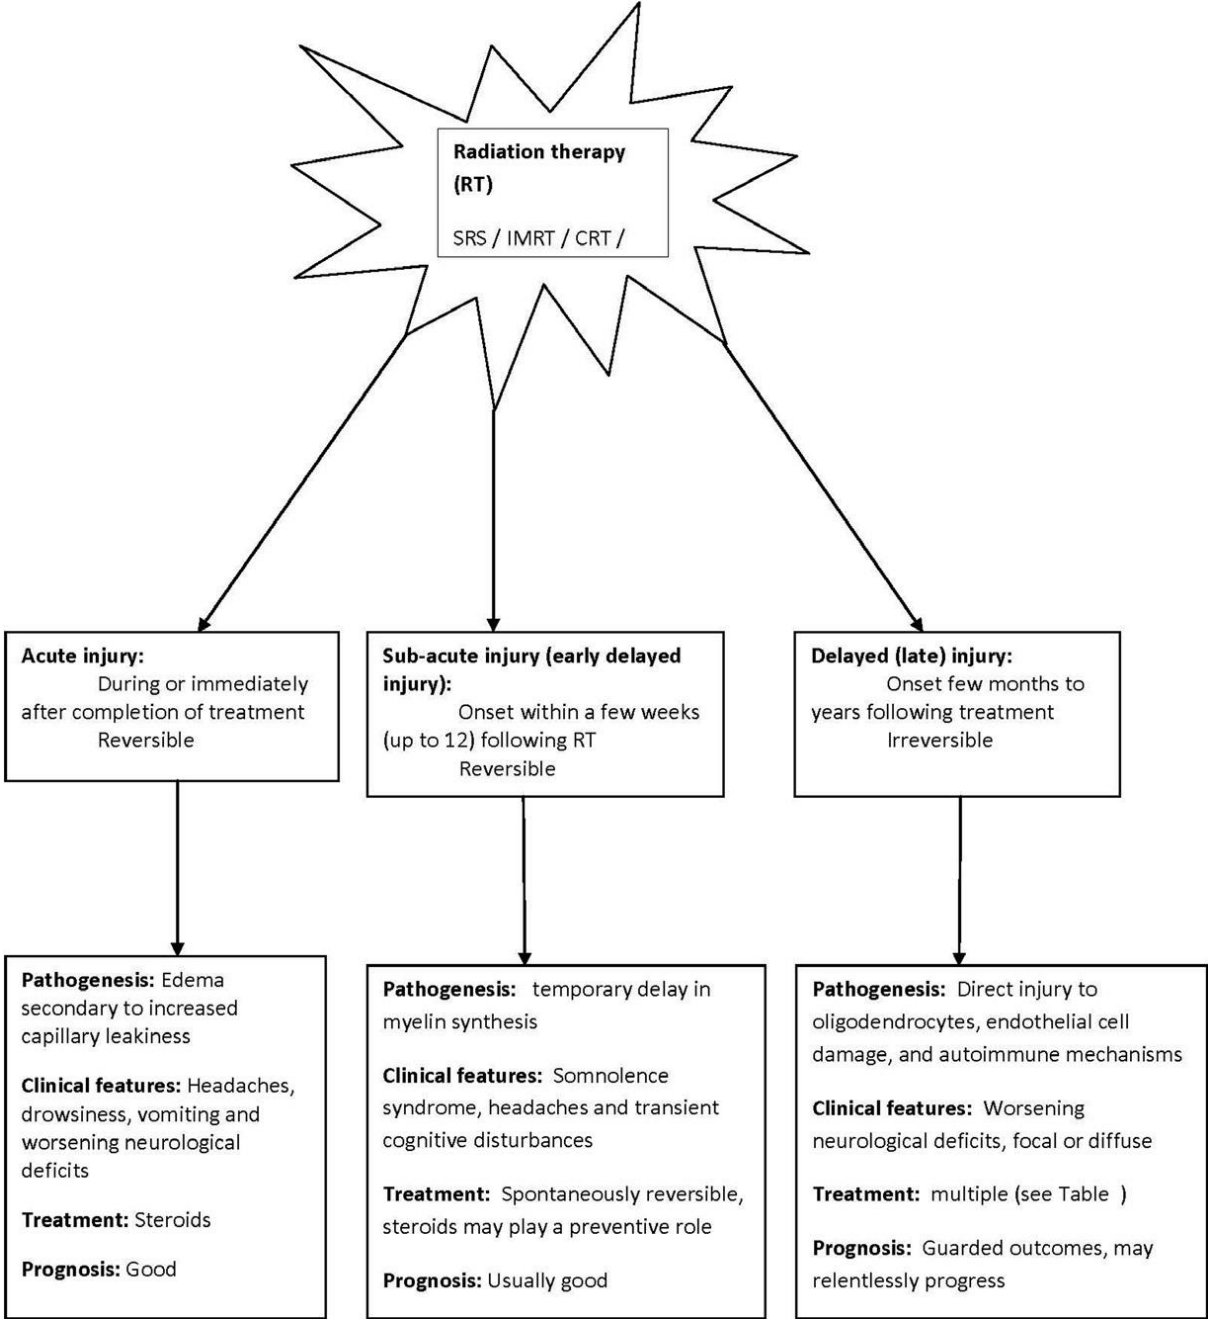 Radiation therapy
(RT)
SRS / IMRT / CRT /
Acute injury:
During or immediately
after completion of treatment
Reversible
Sub-acute injury (early delayed
injury):
Onset within a few weeks
(up to 12) following RT
Reversible
Delayed (late) injury:
Onset few months to
years following treatment
Irreversible
Pathogenesis: Edema
secondary to increased
capillary leakiness
Clinical features: Headaches,
drowsiness, vomiting and
worsening neurological
deficits
Treatment: Steroids
Prognosis: Good
Pathogenesis: temporary delay in
myelin synthesis
Clinical features: Somnolence
syndrome, headaches and transient
cognitive disturbances
Treatment: Spontaneously reversible,
steroids may play a preventive role
Prognosis: Usually good
Pathogenesis: Direct injury to
oligodendrocytes, endothelial cell
damage, and autoimmune mechanisms
Clinical features: Worsening
neurological deficits, focal or diffuse
Treatment: multiple (see Table )
Prognosis: Guarded outcomes, may
relentlessly progress